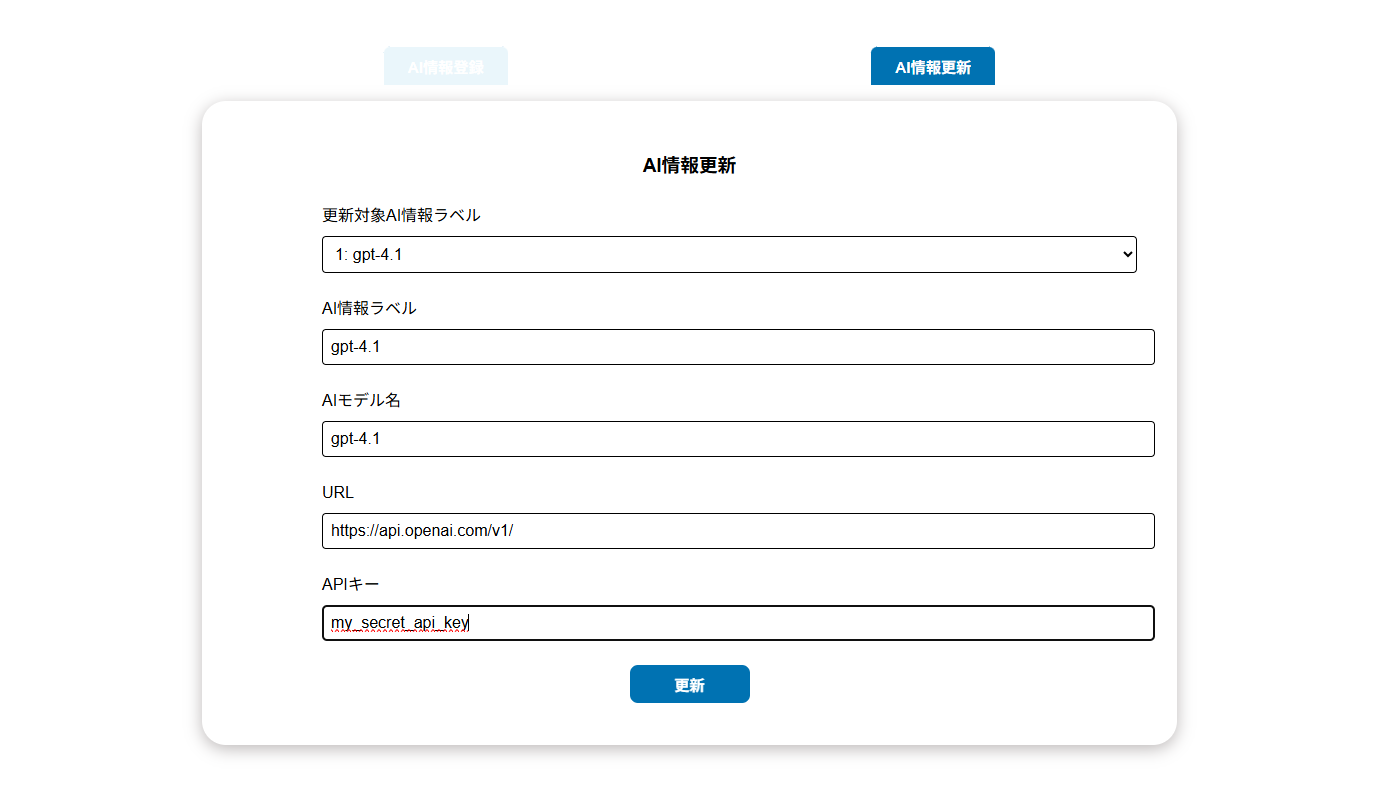 AI情報登録
AI情報更新
AI情報更新
更新対象AI情報ラベル
1: gpt-4.1
AI情報ラベル
gpt-4.1
AIモデル名
gpt-4.1
URL
https://api.openai.com/v1/
APIキー
my_secret_api_key
更新